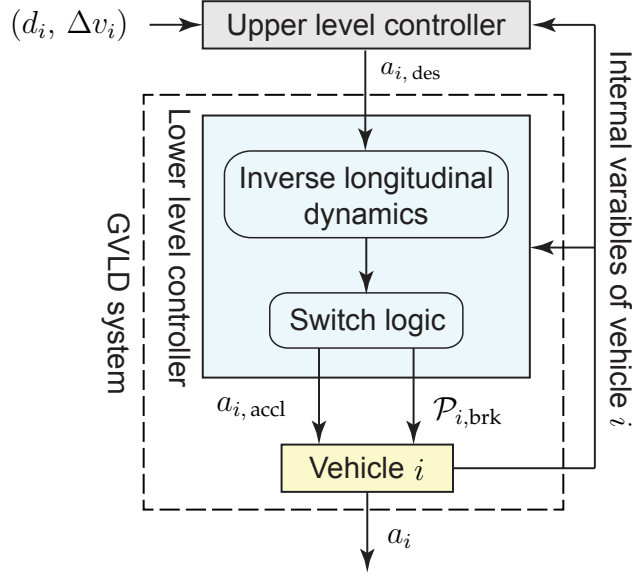 (d_i, Δv_i)
Upper level controller
a_{i, des}
Inverse longitudinal
dynamics
Switch logic
Lower level controller
GVLD system
Internal varaibles of vehicle i
a_{i, accl}
𝒫_{i,brk}
Vehicle i
a_i